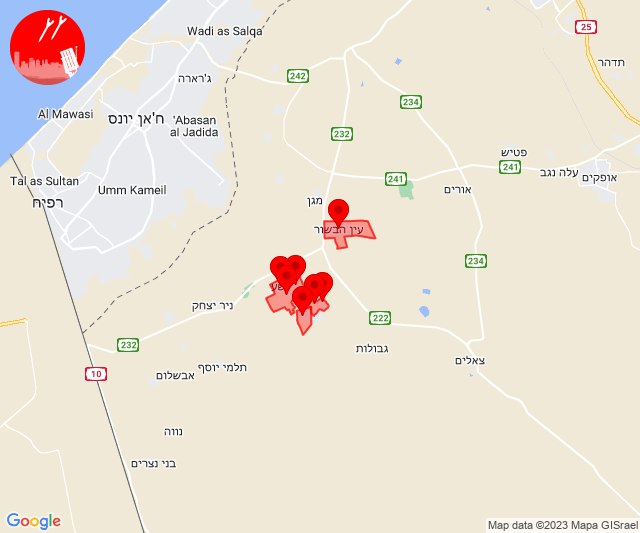 Wadi as Salqa
25
תדהר
ג'רארה
242
234
Al Mawasi
ח'אן יונס
'Abasan
al Jadida
232
פטיש
241
עלה נגב
אופקים
241
Tal as Sultan
Umm Kameil
אורים
רפיח
מגן
עין הבשור
234
ניר יצחק
222
232
גבולות
צאלים
10
תלמי יוסף
אבשלום
נווה
בני נצרים
Google
Map data ©2023 Mapa GISrael